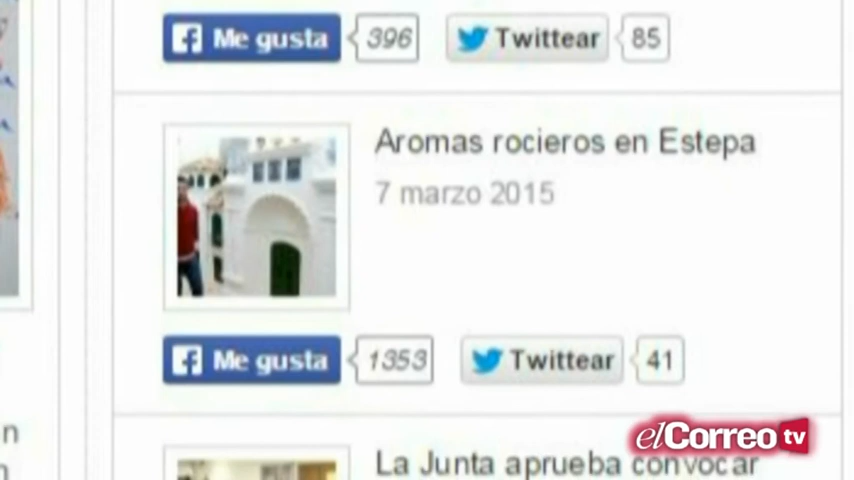 Me gusta 396 Twittear 85
Aromas rocieros en Estepa
7 marzo 2015
Me gusta 1353 Twittear 41
n
La Junta aprueba convocar
elCorreo tv